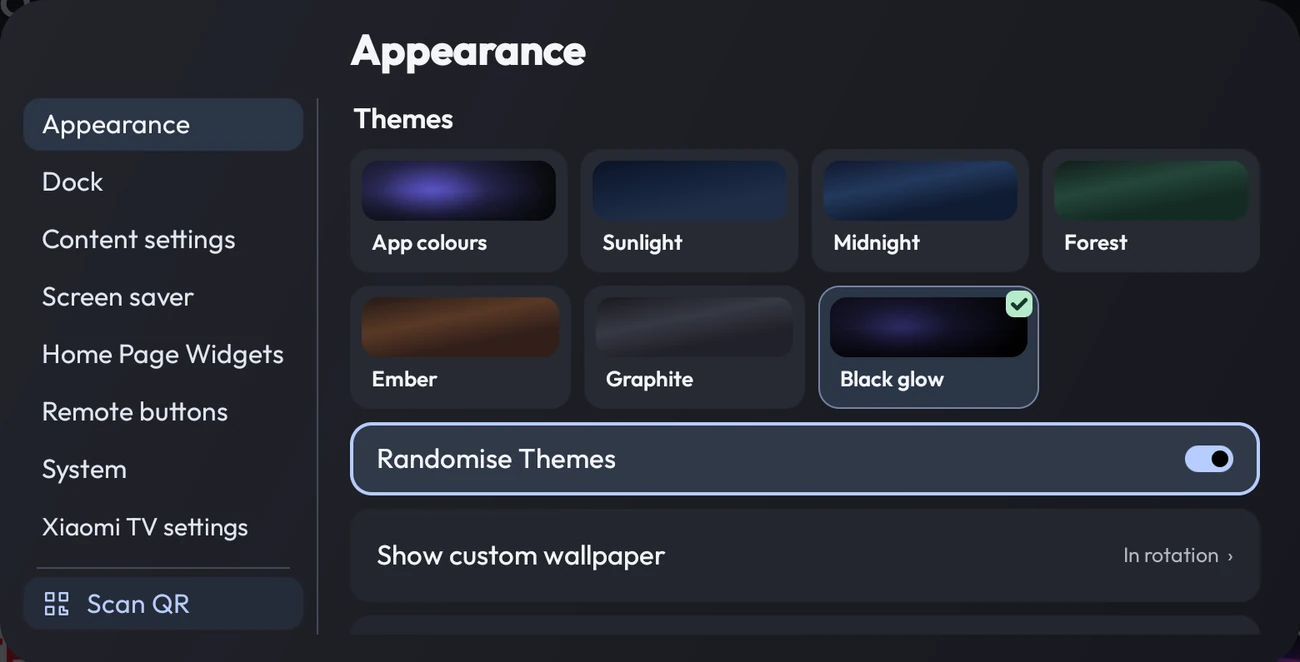 Appearance
Appearance
Dock
Content settings
Screen saver
Home Page Widgets
Remote buttons
System
Xiaomi TV settings
Scan QR
Themes
App colours
Sunlight
Midnight
Forest
Ember
Graphite
Black glow
Randomise Themes
Show custom wallpaper
In rotation ›